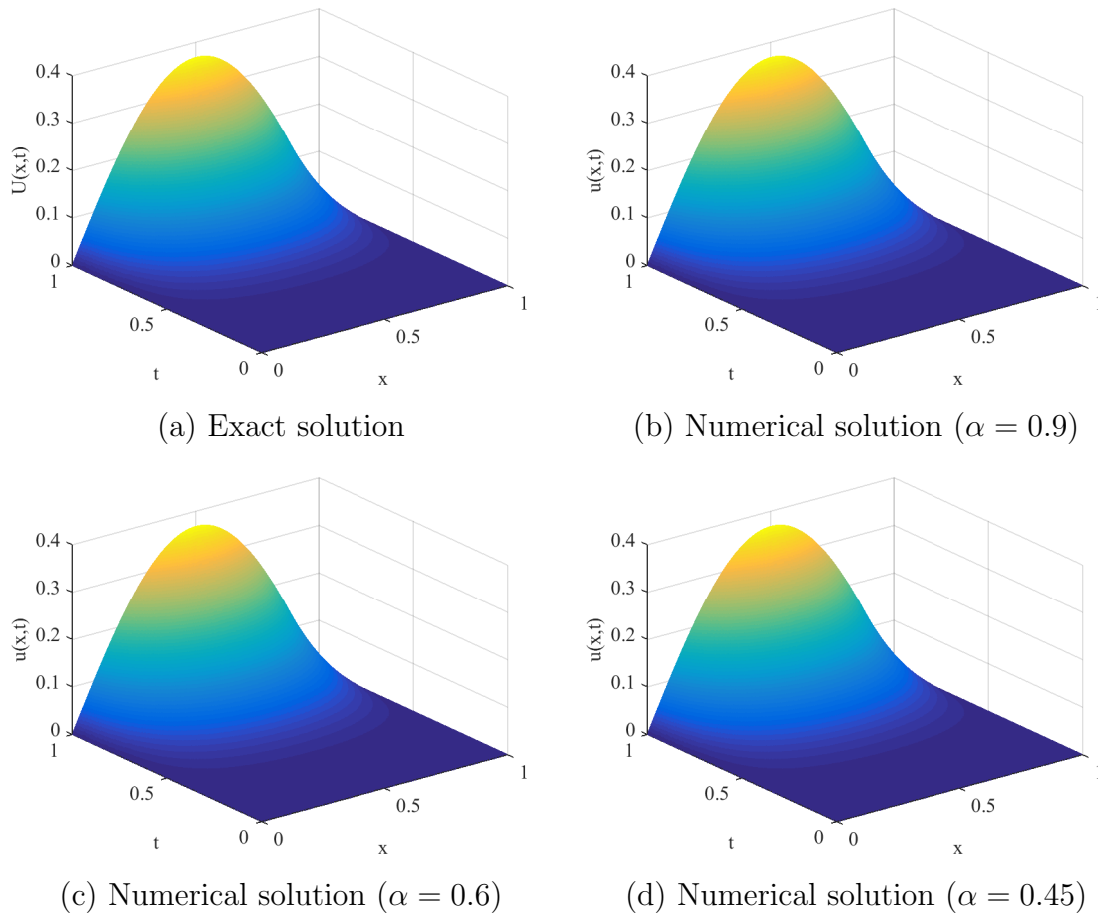 0.4
0.3
0.2
0.1
0
U(x,t)
1
0.5
0
t
0
0.5
1
x
(a) Exact solution
0.4
0.3
0.2
0.1
0
u(x,t)
1
0.5
0
t
0
0.5
1
x
(b) Numerical solution (α = 0.9)
0.4
0.3
0.2
0.1
0
u(x,t)
1
0.5
0
t
0
0.5
1
x
(c) Numerical solution (α = 0.6)
0.4
0.3
0.2
0.1
0
u(x,t)
1
0.5
0
t
0
0.5
1
x
(d) Numerical solution (α = 0.45)